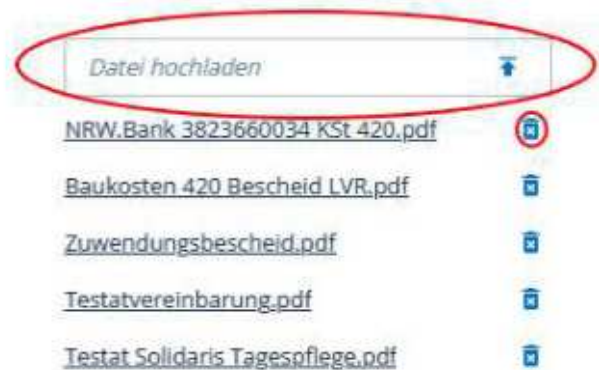 Datei hochladen
NRW.Bank 3823660034 KSt 420.pdf
Baukosten 420 Bescheid LVR.pdf
Zuwendungsbescheid.pdf
Testatvereinbarung.pdf
Testat Solidaris Tagespflege.pdf